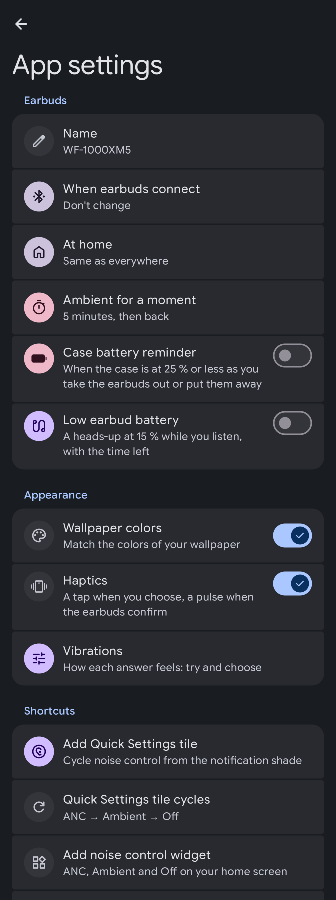 App settings
Earbuds
Name
WF-1000XM5
When earbuds connect
Don't change
At home
Same as everywhere
Ambient for a moment
5 minutes, then back
Case battery reminder
When the case is at 25 % or less as you
take the earbuds out or put them away
Low earbud battery
A heads-up at 15 % while you listen,
with the time left
Appearance
Wallpaper colors
Match the colors of your wallpaper
Haptics
A tap when you choose, a pulse when
the earbuds confirm
Vibrations
How each answer feels: try and choose
Shortcuts
Add Quick Settings tile
Cycle noise control from the notification shade
Quick Settings tile cycles
ANC → Ambient → Off
Add noise control widget
ANC, Ambient and Off on your home screen